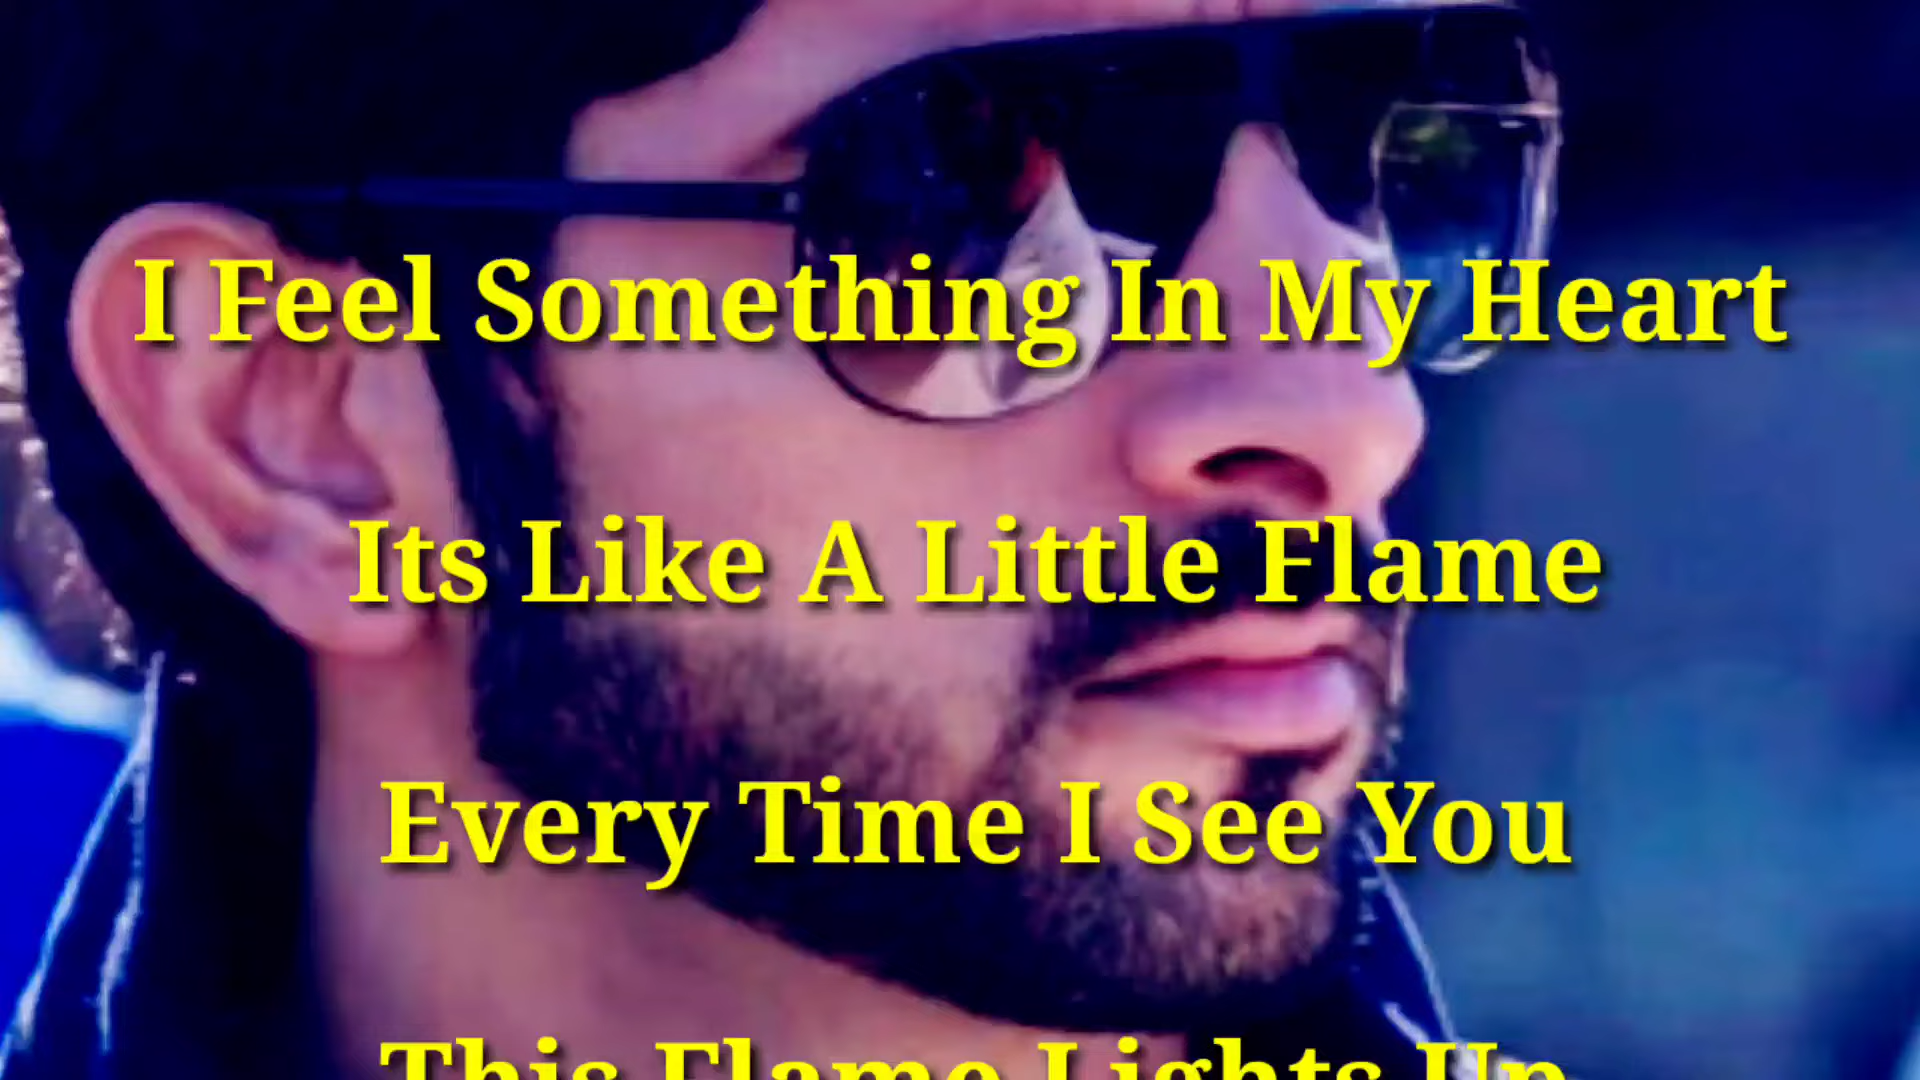 I Feel Something In My Heart
Its Like A Little Flame
Every Time I See You
This Flame Lights Up